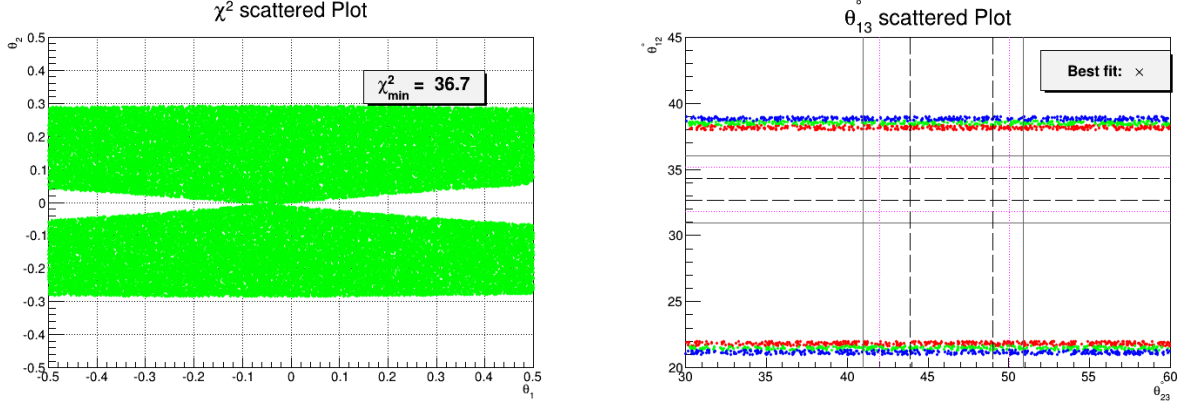 χ² scattered Plot
θ₂
0.5
0.4
0.3
0.2
0.1
0
-0.1
-0.2
-0.3
-0.4
-0.5
χ²min = 36.7
-0.5 -0.4 -0.3 -0.2 -0.1 0 0.1 0.2 0.3 0.4 0.5
θ₁
θ°₁₃ scattered Plot
θ°₁₂
45
40
35
30
25
20
Best fit: ×
30 35 40 45 50 55 60
θ°₂₃